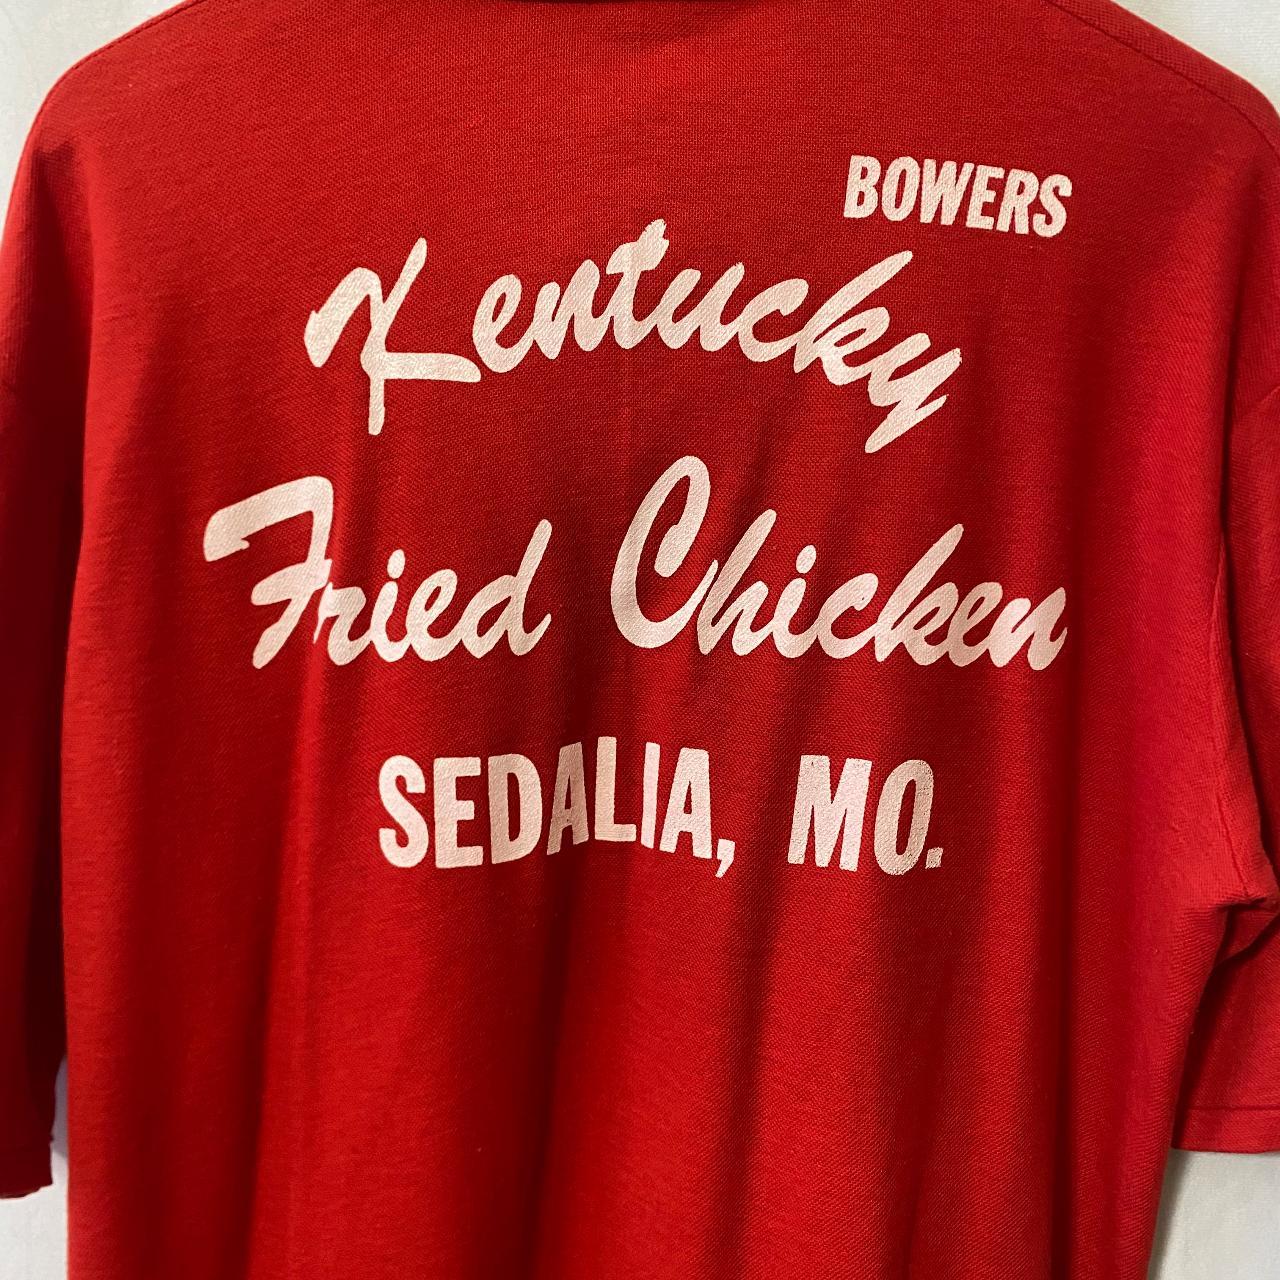 BOWERS
Kentucky
Fried Chicken
SEDALIA, MO.